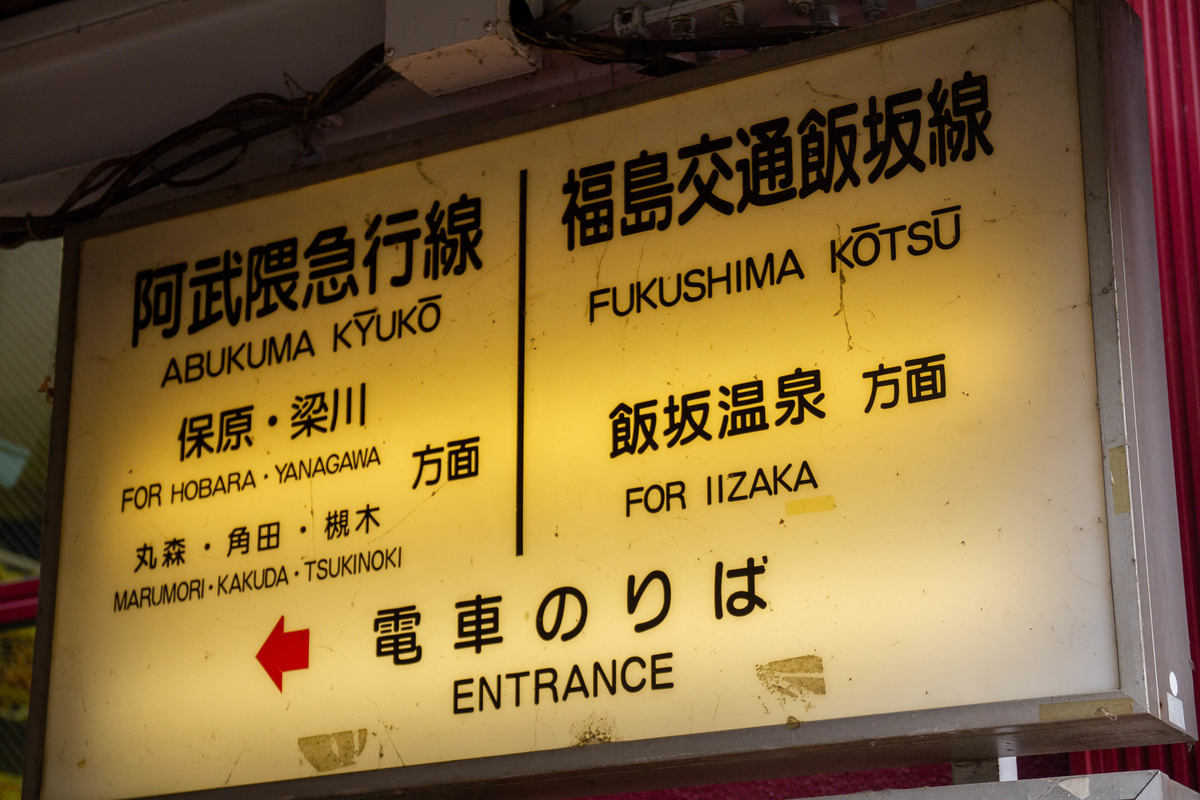 阿武隈急行線
ABUKUMA KȲUKŌ
保原・梁川
FOR HOBARA・YANAGAWA
方面
丸森・角田・槻木
MARUMORI・KAKUDA・TSUKINOKI
福島交通飯坂線
FUKUSHIMA KŌTSŪ
飯坂温泉 方面
FOR IIZAKA
電車のりば
ENTRANCE